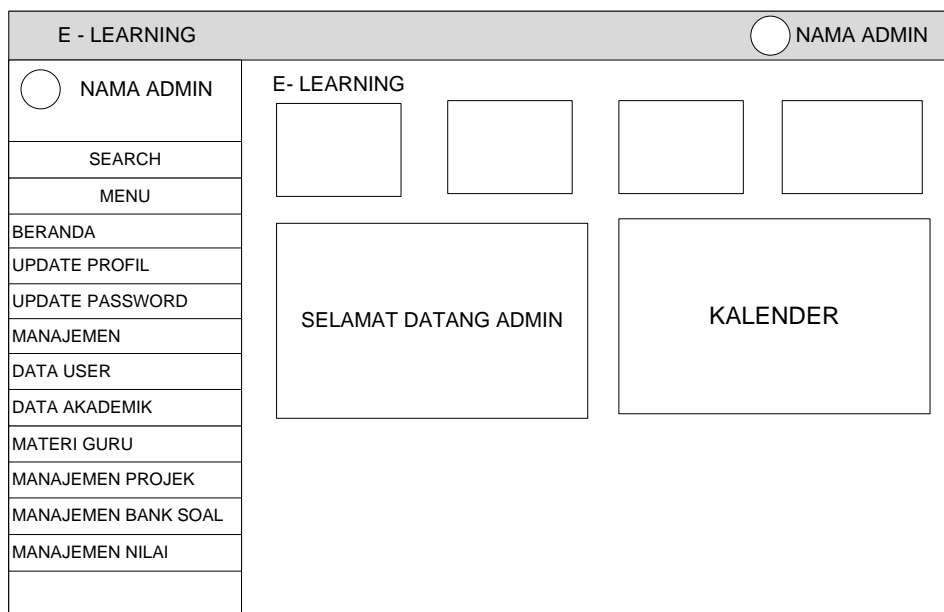 E - LEARNING
NAMA ADMIN
NAMA ADMIN
SEARCH
MENU
BERANDA
UPDATE PROFIL
UPDATE PASSWORD
MANAJEMEN
DATA USER
DATA AKADEMIK
MATERI GURU
MANAJEMEN PROJEK
MANAJEMEN BANK SOAL
MANAJEMEN NILAI
E- LEARNING
SELAMAT DATANG ADMIN
KALENDER